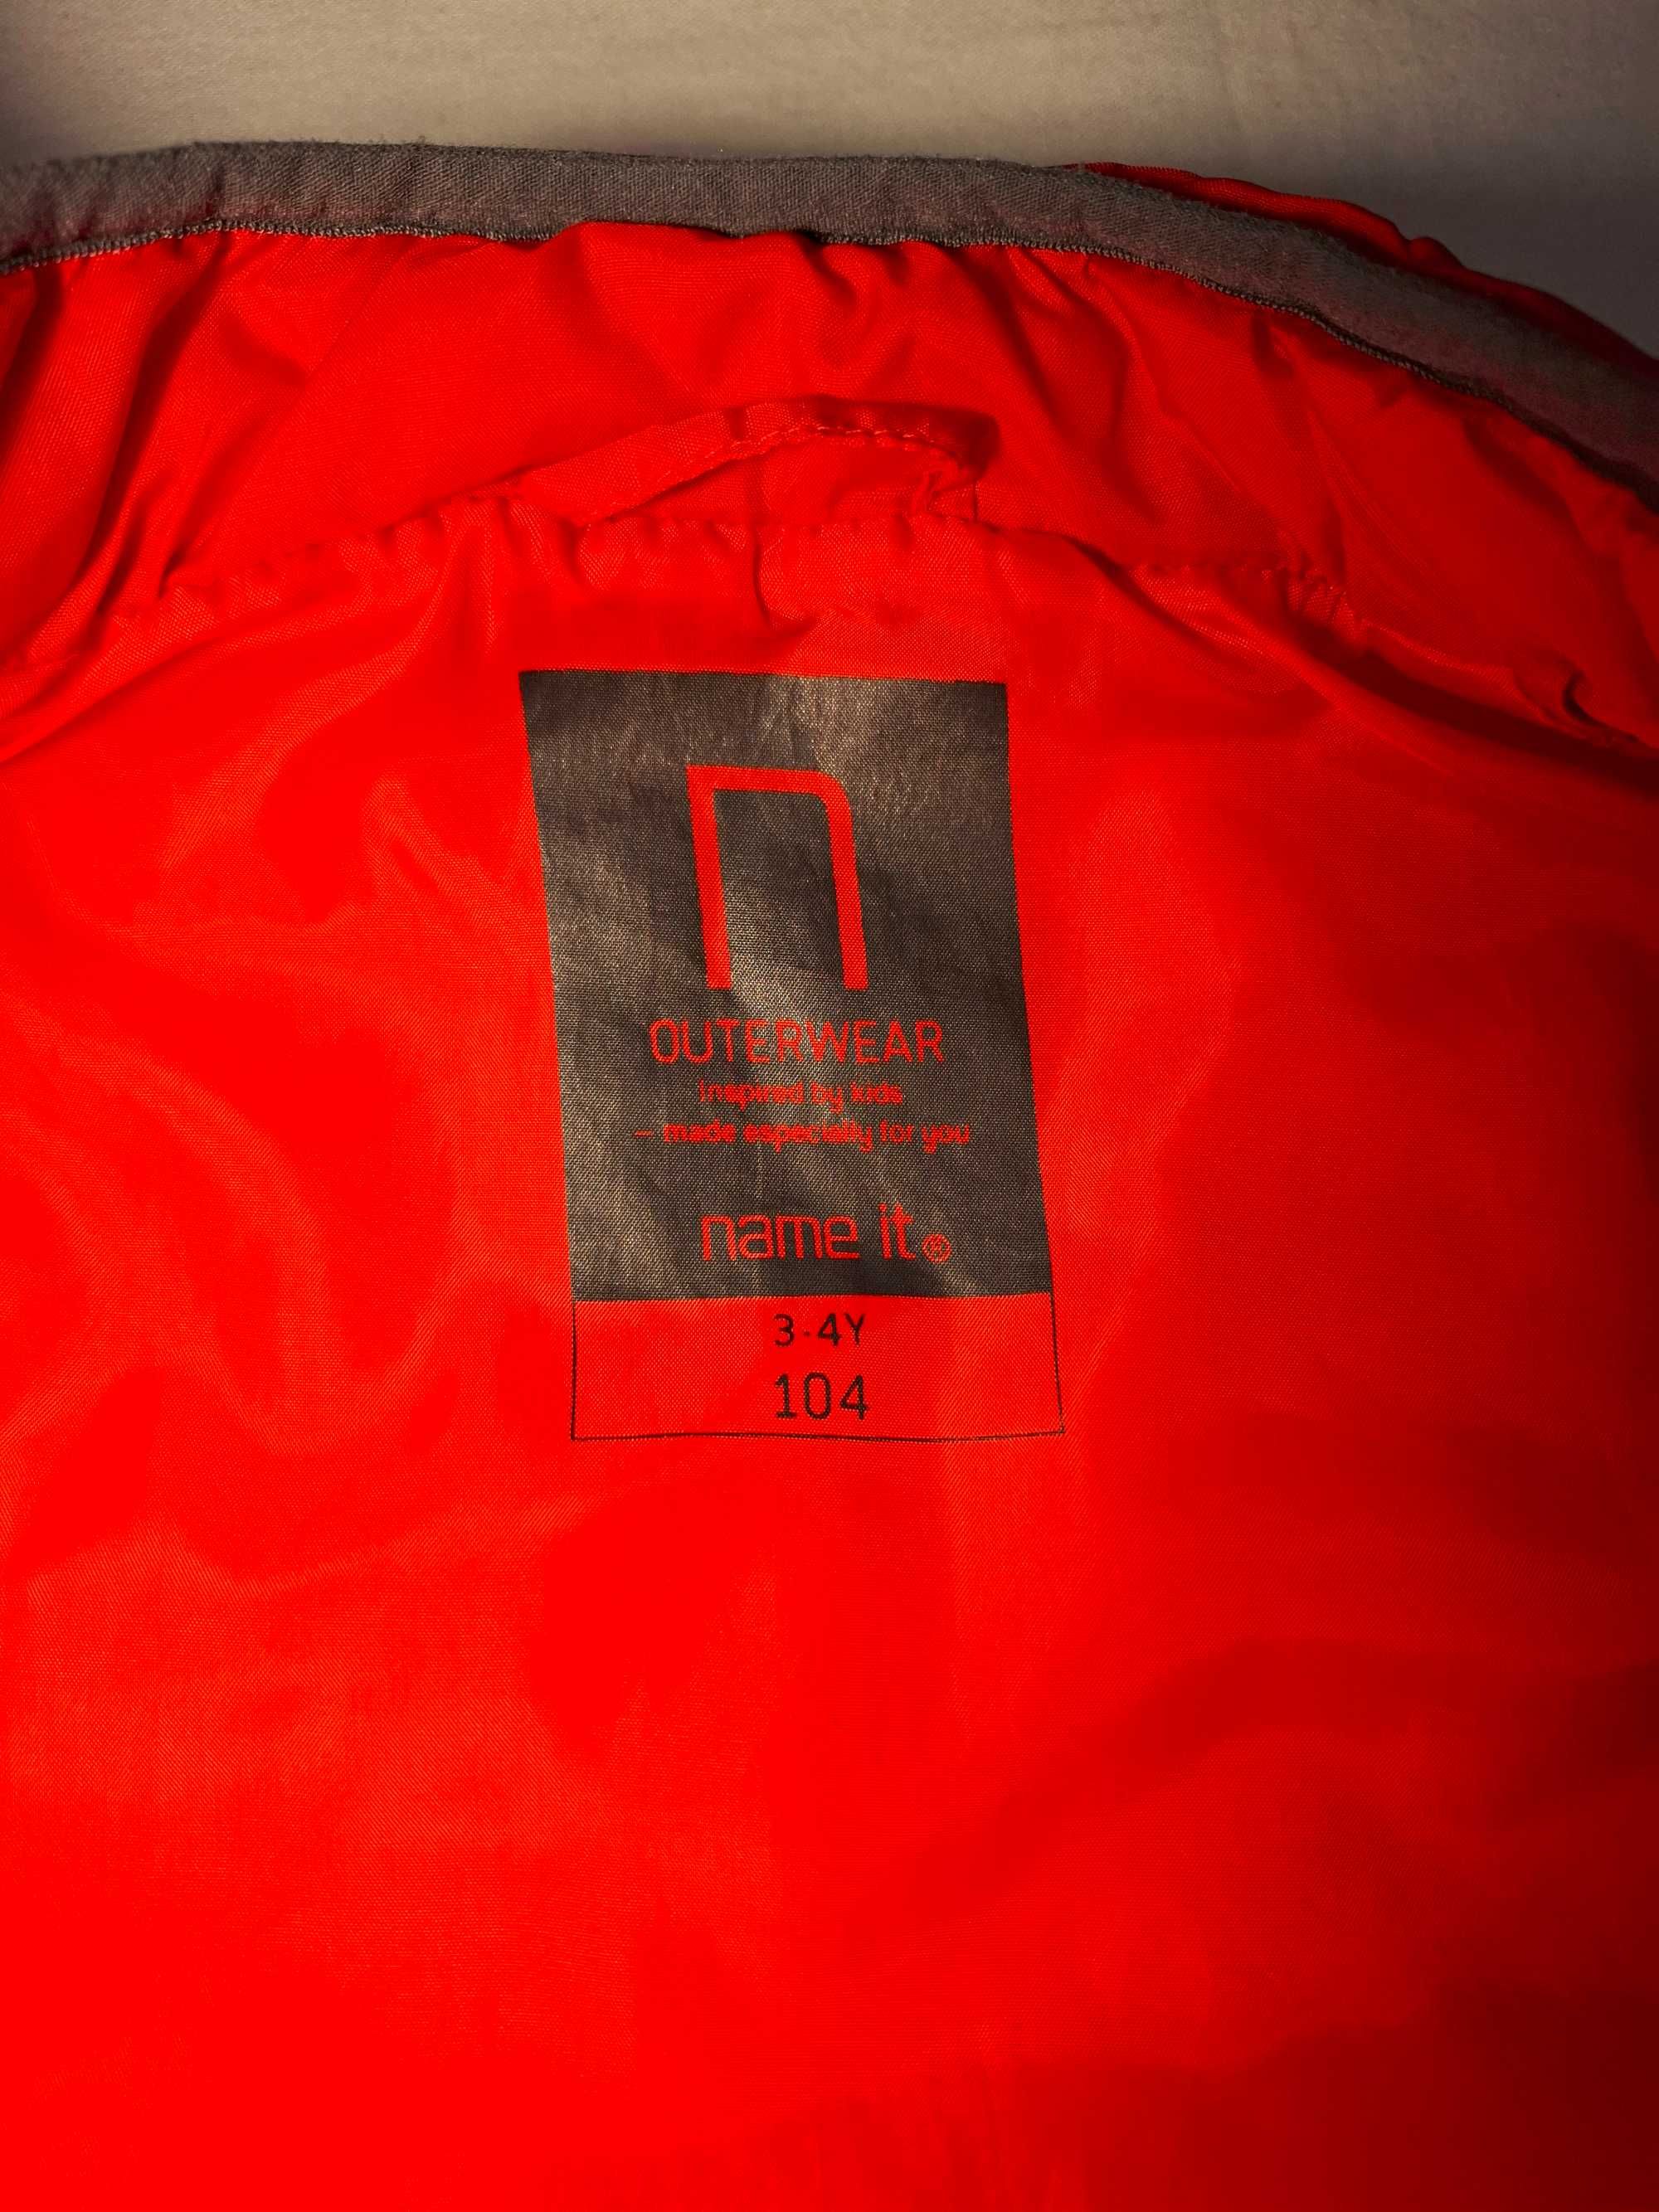 n
OUTERWEAR
inspired by kids
– made especially for you
name it®
3-4Y
104